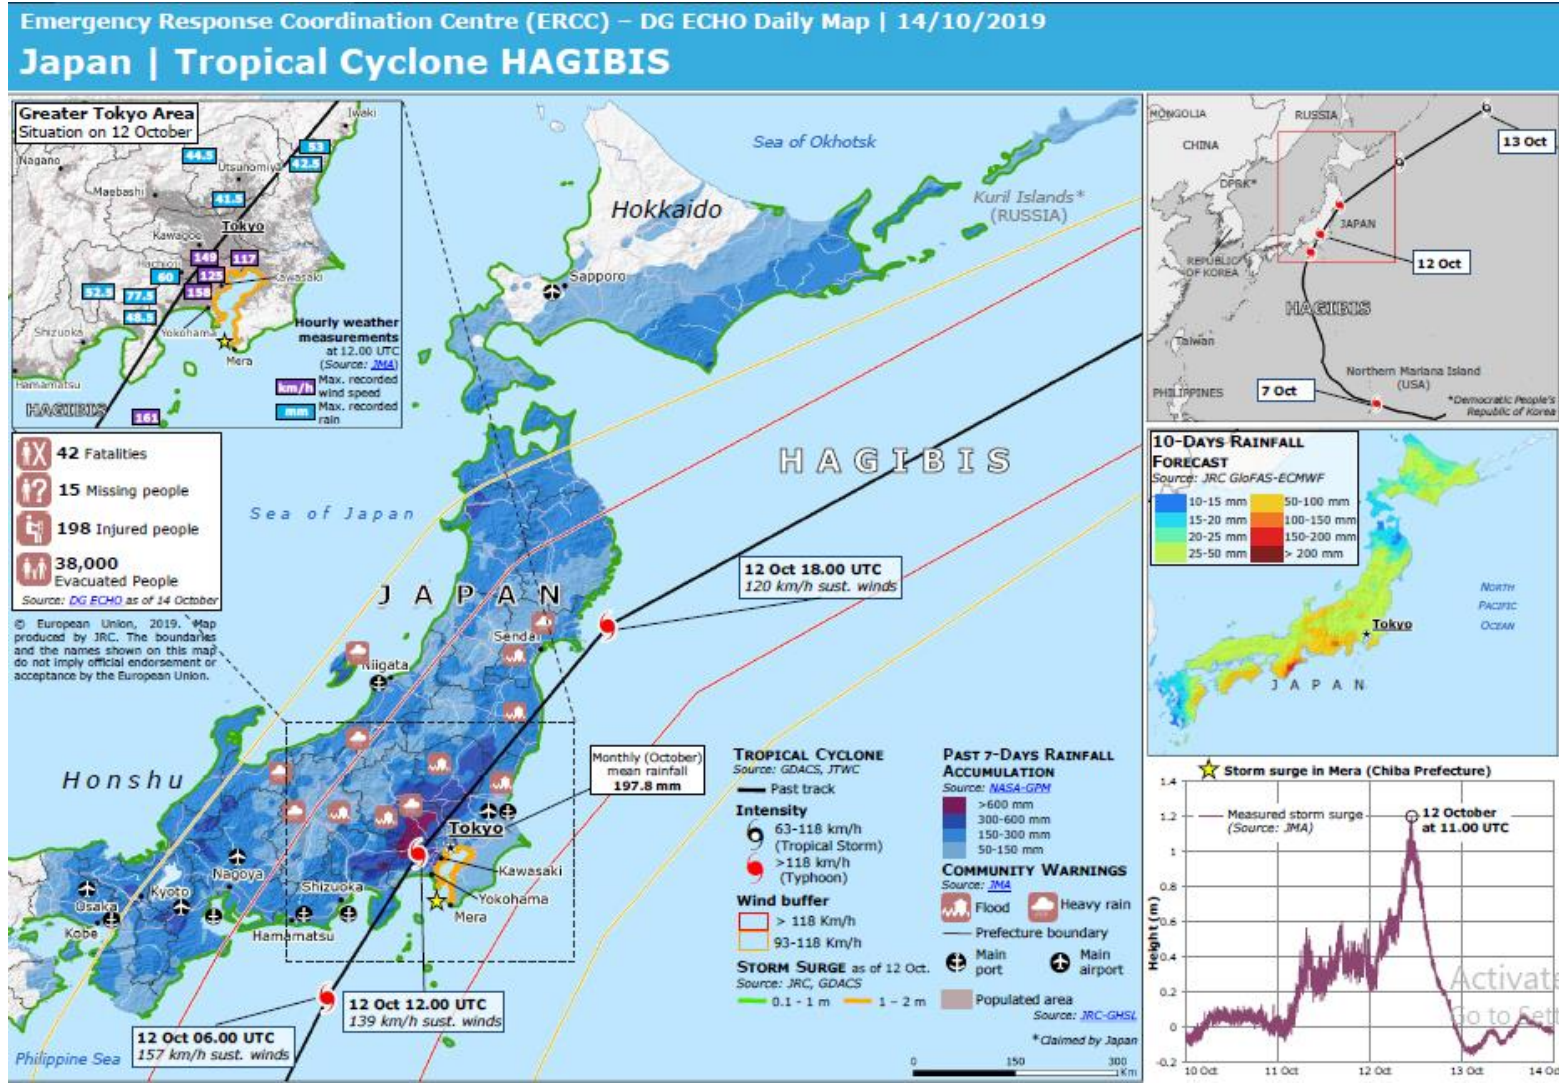 Emergency Response Coordination Centre (ERCC) – DG ECHO Daily Map | 14/10/2019
Japan | Tropical Cyclone HAGIBIS
Greater Tokyo Area
Situation on 12 October
Iwaki
Nagano
44.5
53
42.5
Utsunomiya
Maebashi
41.5
Tokyo
Kawagoe
149
117
Hachioji
60
125
Kawasaki
52.5
77.5
158
48.5
Shizuoka
Yokohama
Mera
Hamamatsu
HAGIBIS
161
Hourly weather
measurements
at 12.00 UTC
(Source: JMA)
km/h
Max. recorded
wind speed
mm
Max. recorded
rain
42 Fatalities
15 Missing people
198 Injured people
38,000
Evacuated People
Source: DG ECHO as of 14 October
© European Union, 2019. Map
produced by JRC. The boundaries
and the names shown on this map
do not imply official endorsement or
acceptance by the European Union.
Sea of Okhotsk
Kuril Islands*
(RUSSIA)
Hokkaido
Sapporo
HAGIBIS
Sea of Japan
JAPAN
12 Oct 18.00 UTC
120 km/h sust. winds
Sendai
Niigata
Honshu
Monthly (October)
mean rainfall
197.8 mm
Tokyo
Kawasaki
Yokohama
Mera
Nagoya
Shizuoka
Kyoto
Osaka
Kobe
Hamamatsu
12 Oct 12.00 UTC
139 km/h sust. winds
12 Oct 06.00 UTC
157 km/h sust. winds
Philippine Sea
TROPICAL CYCLONE
Source: GDACS, JTWC
Past track
Intensity
63-118 km/h
(Tropical Storm)
>118 km/h
(Typhoon)
Wind buffer
> 118 Km/h
93-118 Km/h
STORM SURGE as of 12 Oct.
Source: JRC, GDACS
0.1 - 1 m
1 – 2 m
PAST 7-DAYS RAINFALL
ACCUMULATION
Source: NASA-GPM
>600 mm
300-600 mm
150-300 mm
50-150 mm
COMMUNITY WARNINGS
Source: JMA
Flood
Heavy rain
Prefecture boundary
Main
port
Main
airport
Populated area
Source: JRC-GHSL
*Claimed by Japan
0 150 300
Km
MONGOLIA
RUSSIA
13 Oct
CHINA
DPRK*
JAPAN
REPUBLIC
OF KOREA
12 Oct
HAGIBIS
Taiwan
Northern Mariana Island
(USA)
PHILIPPINES
7 Oct
*Democratic People's
Republic of Korea
10-DAYS RAINFALL
FORECAST
Source: JRC GloFAS-ECMWF
10-15 mm
50-100 mm
15-20 mm
100-150 mm
20-25 mm
150-200 mm
25-50 mm
> 200 mm
NORTH
PACIFIC
OCEAN
Tokyo
JAPAN
Storm surge in Mera (Chiba Prefecture)
Measured storm surge
(Source: JMA)
12 October
at 11.00 UTC
Height (m)
1.4
1.2
1
0.8
0.6
0.4
0.2
0
-0.2
10 Oct
11 Oct
12 Oct
13 Oct
14 Oct
Activate
Go to Sett